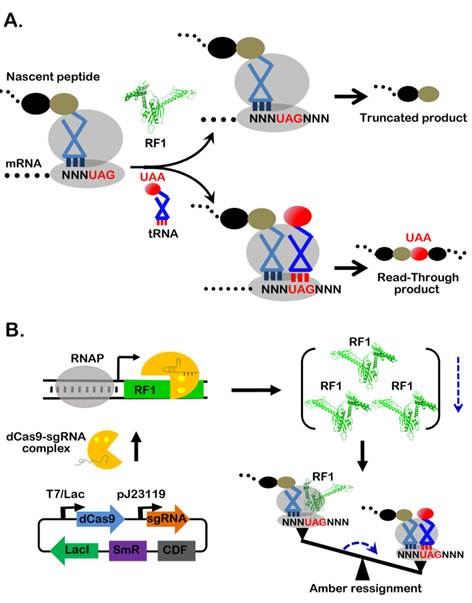 A.
Nascent peptide
RF1
mRNA
NNNUAG
UAA
tRNA
NNNUAGNNN
Truncated product
NNNUAGNNN
UAA
Read-Through
product
B.
RNAP
RF1
dCas9-sgRNA
complex
T7/Lac
pJ23119
dCas9
sgRNA
LacI
SmR
CDF
RF1
RF1
RF1
RF1
NNNUAGNNN
NNNUAGNNN
Amber ressignment